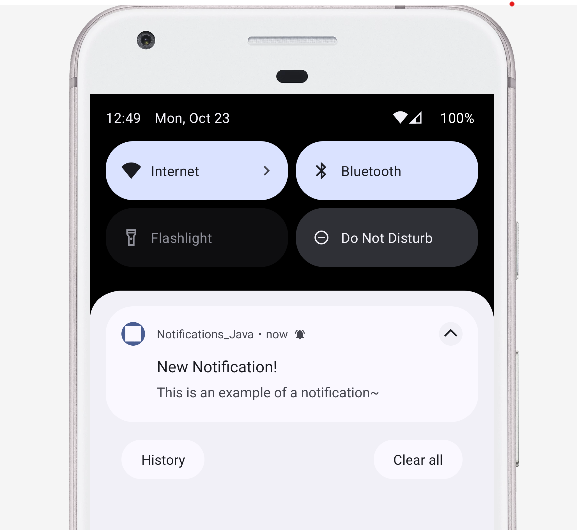 12:49 Mon, Oct 23 100%
Internet Bluetooth
Flashlight Do Not Disturb
Notifications_Java • now
New Notification!
This is an example of a notification~
History Clear all